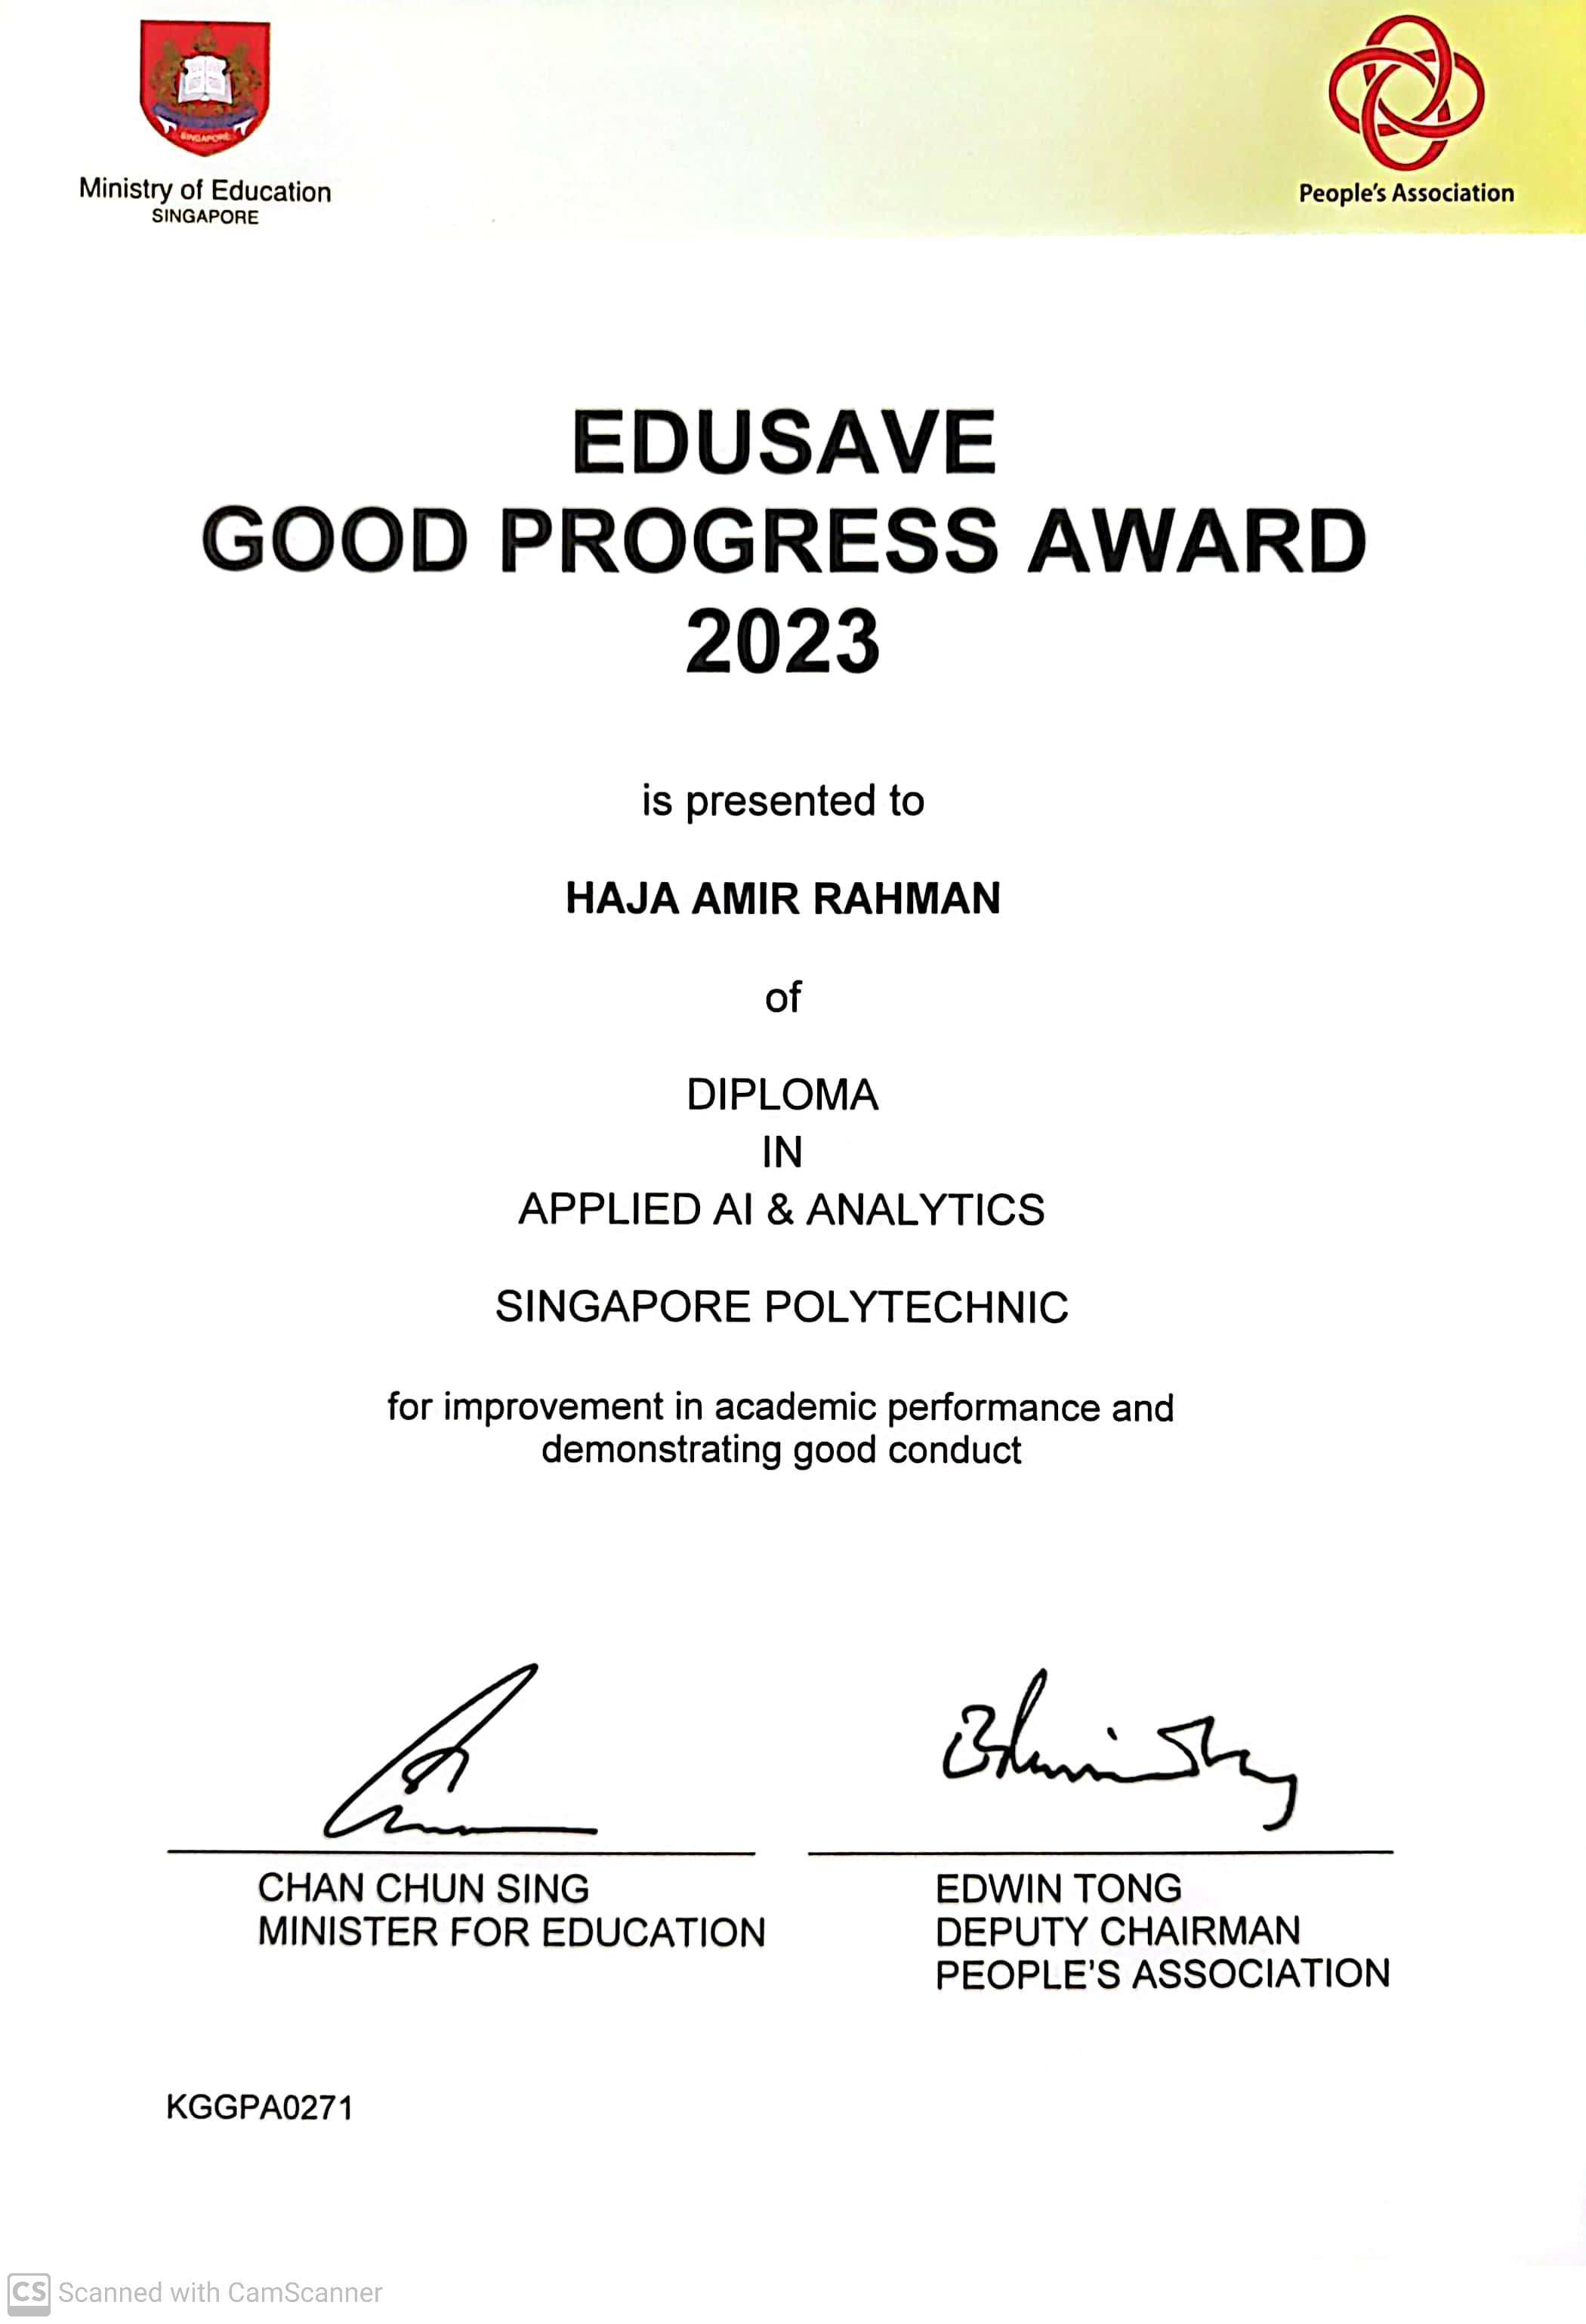 SINGAPORE
Ministry of Education
SINGAPORE
People's Association
EDUSAVE
GOOD PROGRESS AWARD
2023
is presented to
HAJA AMIR RAHMAN
of
DIPLOMA
IN
APPLIED AI & ANALYTICS
SINGAPORE POLYTECHNIC
for improvement in academic performance and
demonstrating good conduct
CHAN CHUN SING
MINISTER FOR EDUCATION
EDWIN TONG
DEPUTY CHAIRMAN
PEOPLE'S ASSOCIATION
KGGPA0271
CS Scanned with CamScanner